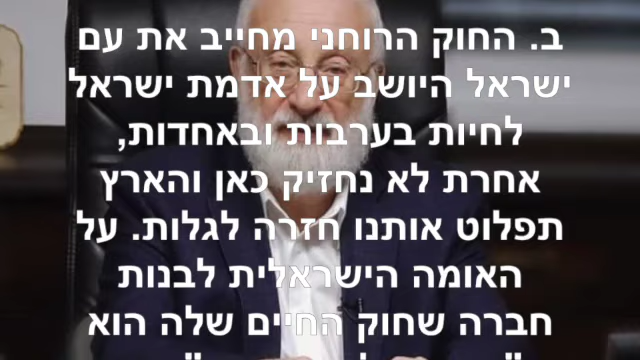 ב. החוק הרוחני מחייב את עם
ישראל היושב על אדמת ישראל
לחיות בערבות ובאחדות,
אחרת לא נחזיק כאן והארץ
תפלוט אותנו חזרה לגלות. על
האומה הישראלית לבנות
חברה שחוק החיים שלה הוא